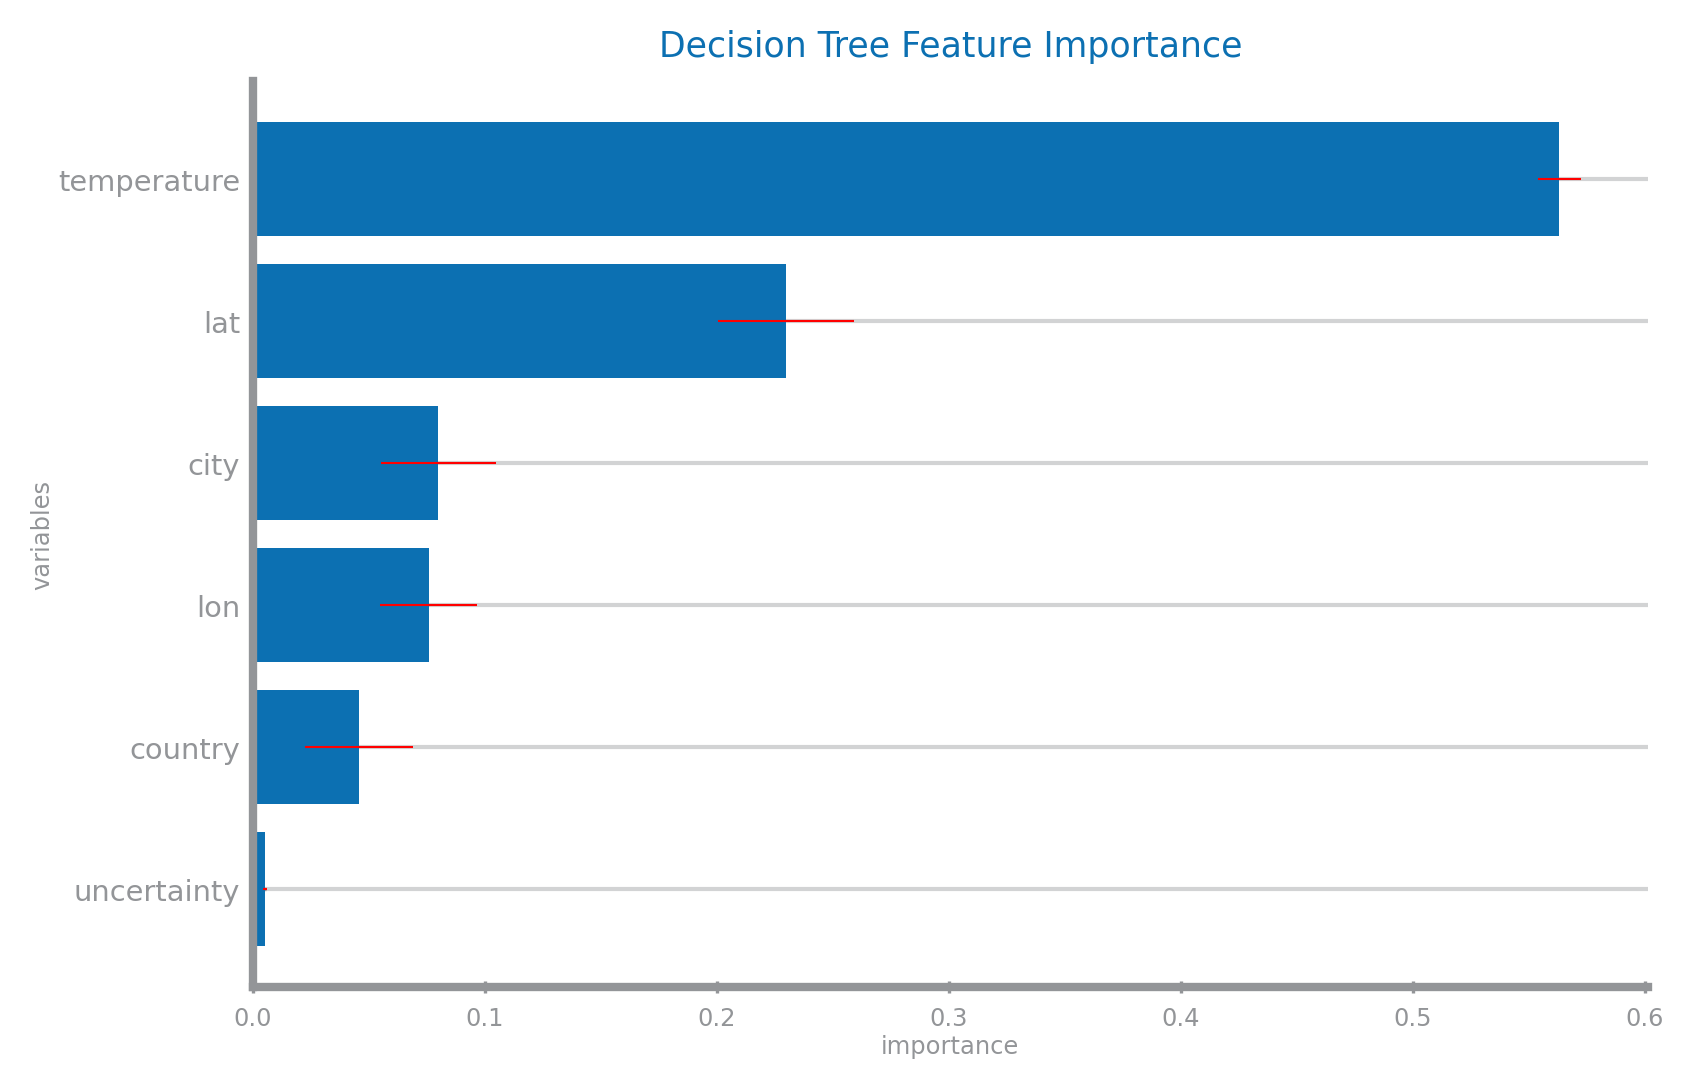 Decision Tree Feature Importance
temperature
lat
city
lon
country
uncertainty
variables
0.0 0.1 0.2 0.3 0.4 0.5 0.6
importance